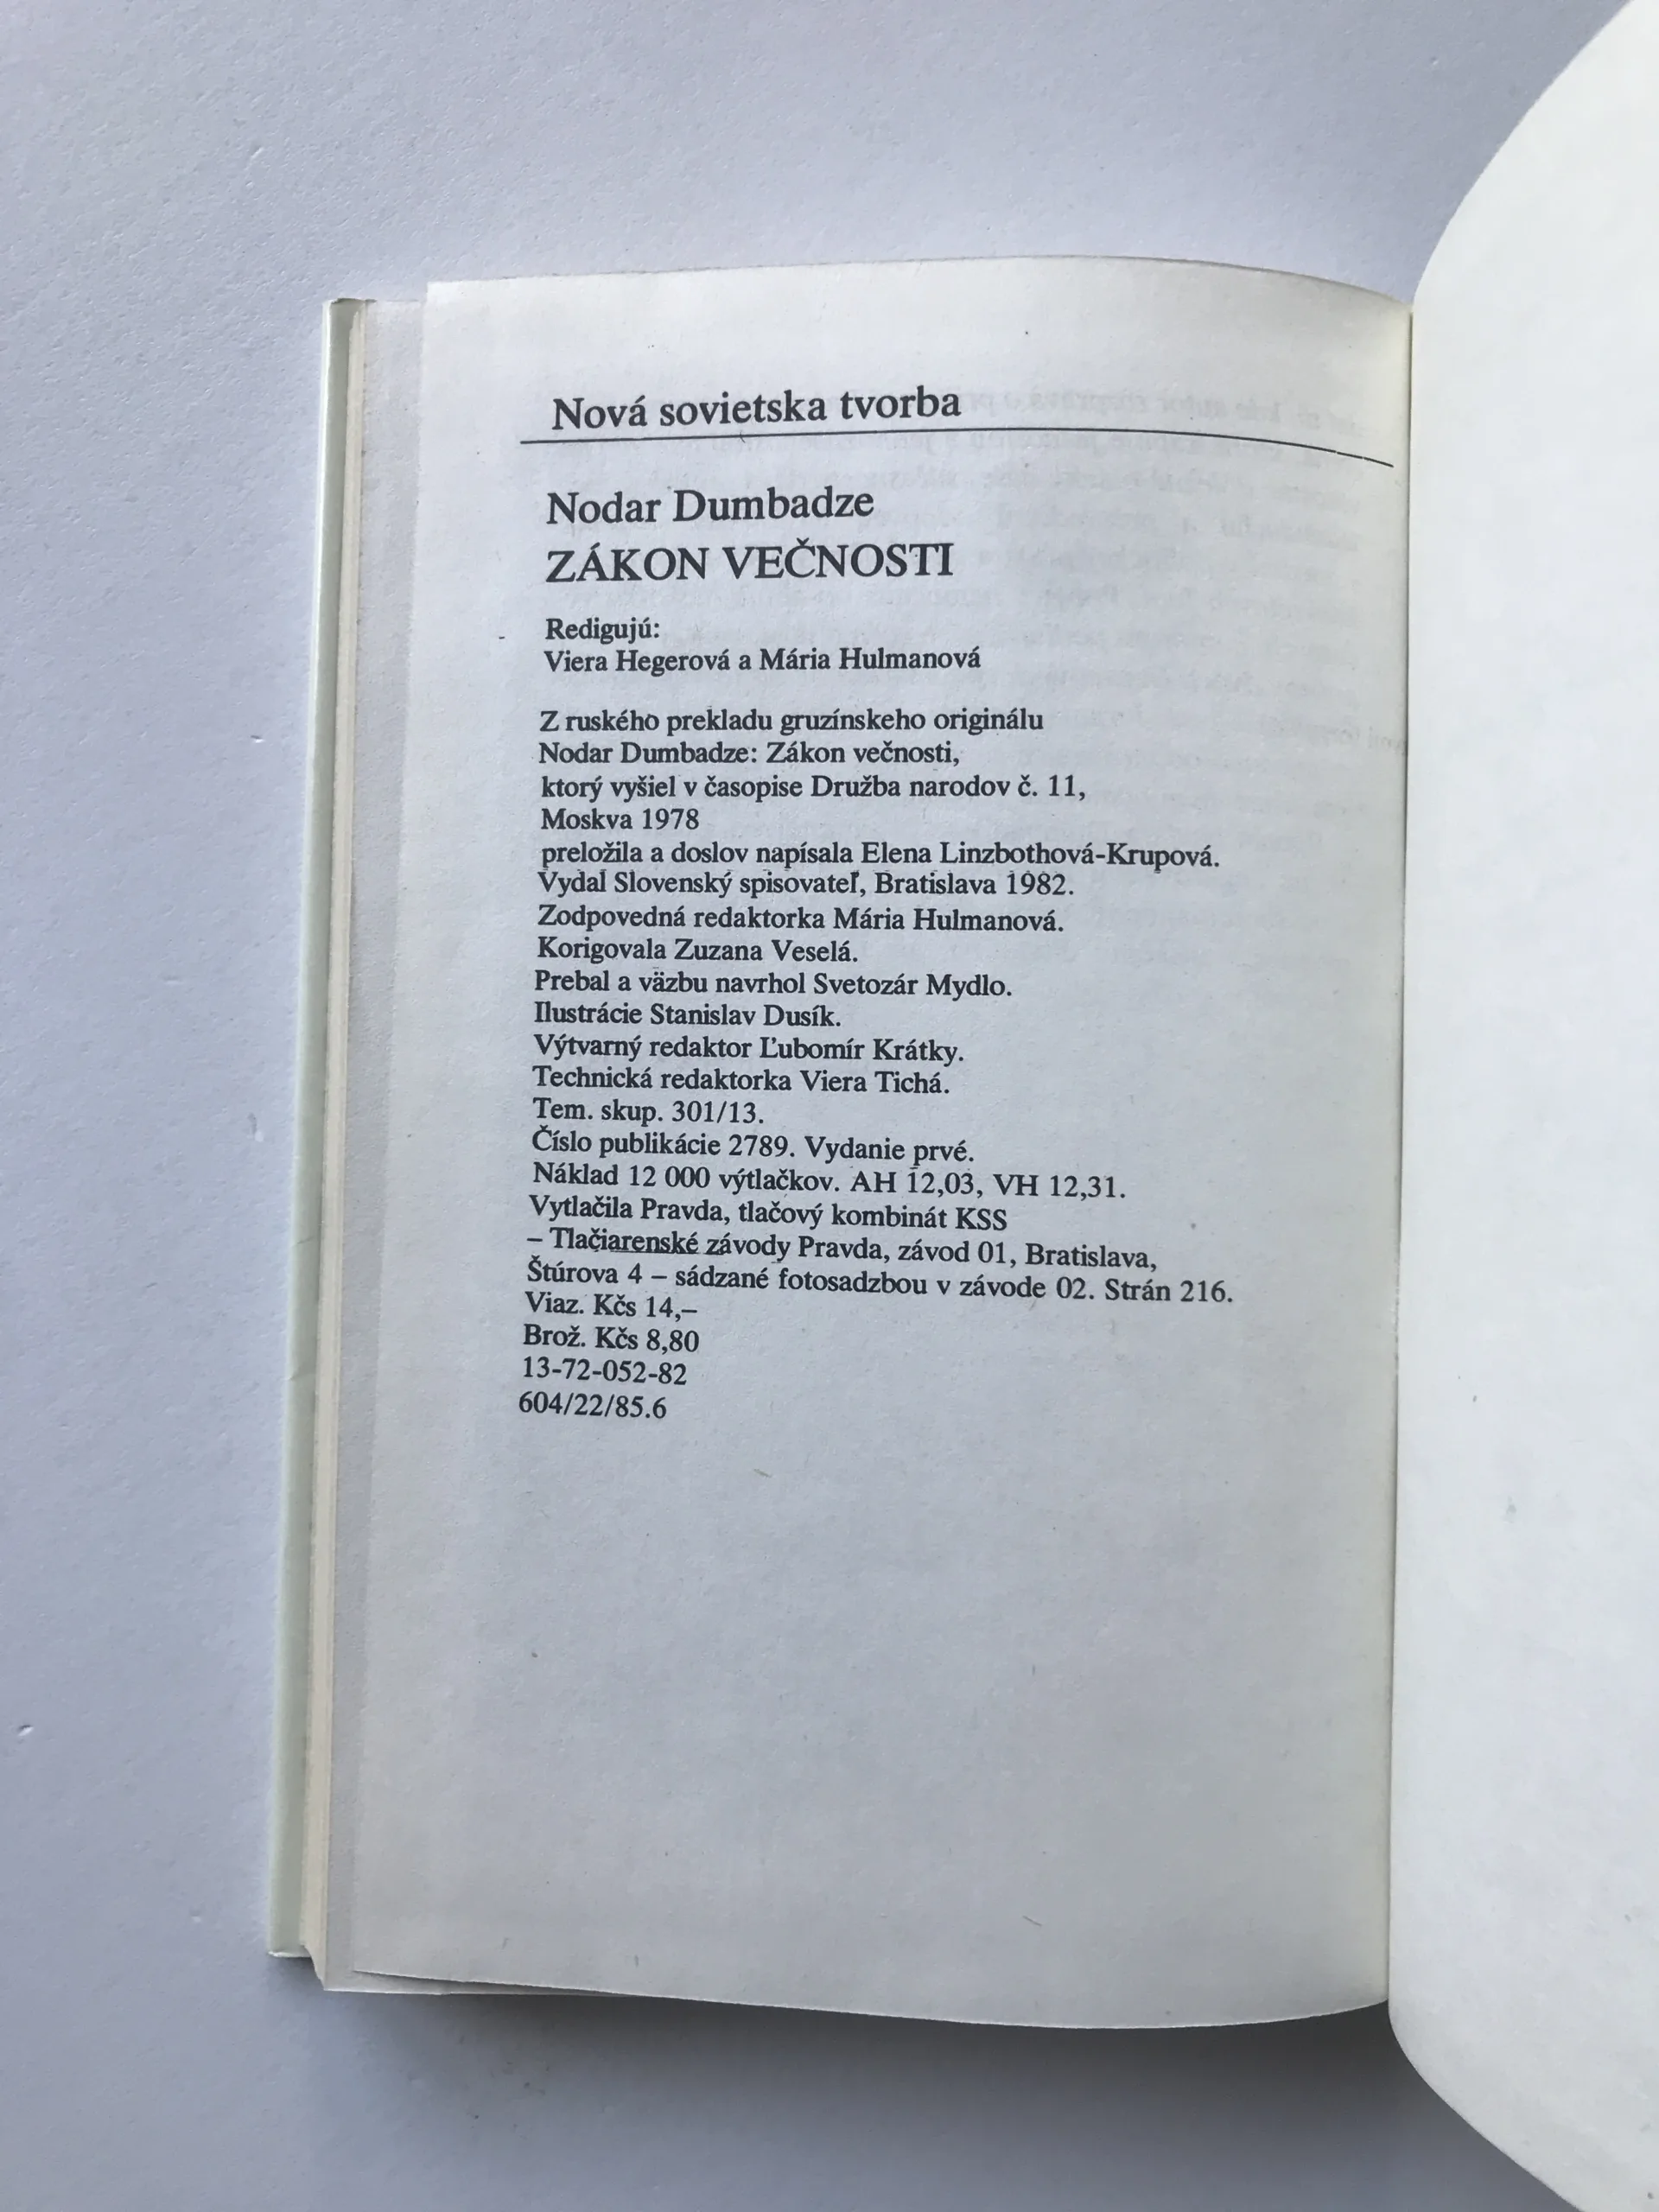 Nová sovietska tvorba
Nodar Dumbadze
ZÁKON VEČNOSTI
Redigujú:
Viera Hegerová a Mária Hulmanová
Z ruského prekladu gruzínskeho originálu
Nodar Dumbadze: Zákon večnosti,
ktorý vyšiel v časopise Družba narodov č. 11,
Moskva 1978
preložila a doslov napísala Elena Linzbothová-Krupová.
Vydal Slovenský spisovateľ, Bratislava 1982.
Zodpovedná redaktorka Mária Hulmanová.
Korigovala Zuzana Veselá.
Prebal a väzbu navrhol Svetozár Mydlo.
Ilustrácie Stanislav Dusík.
Výtvarný redaktor Ľubomír Krátky.
Technická redaktorka Viera Tichá.
Tem. skup. 301/13.
Číslo publikácie 2789. Vydanie prvé.
Náklad 12 000 výtlačkov. AH 12,03, VH 12,31.
Vytlačila Pravda, tlačový kombinát KSS
– Tlačiarenské závody Pravda, závod 01, Bratislava,
Štúrova 4 – sádzané fotosadzbou v závode 02. Strán 216.
Viaz. Kčs 14,–
Brož. Kčs 8,80
13-72-052-82
604/22/85.6